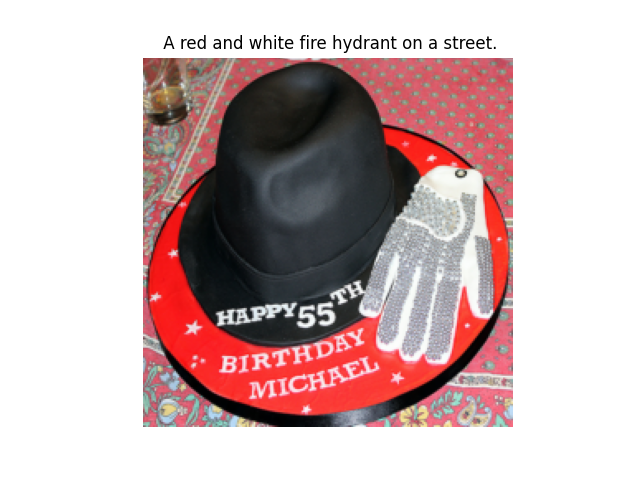 A red and white fire hydrant on a street.
HAPPY 55TH
BIRTHDAY
MICHAEL